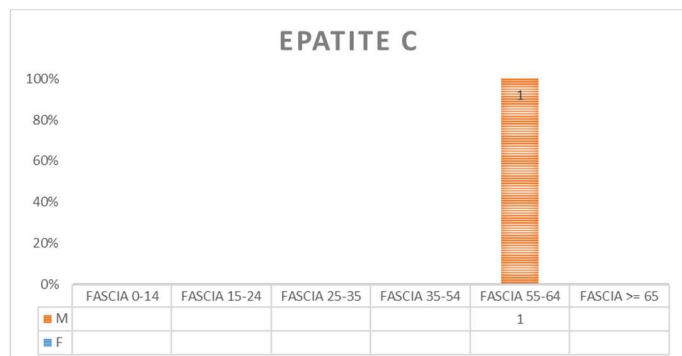 EPATITE C
100%
1
80%
60%
40%
20%
0%
FASCIA 0-14 FASCIA 15-24 FASCIA 25-35 FASCIA 35-54 FASCIA 55-64 FASCIA >= 65
M 1
F